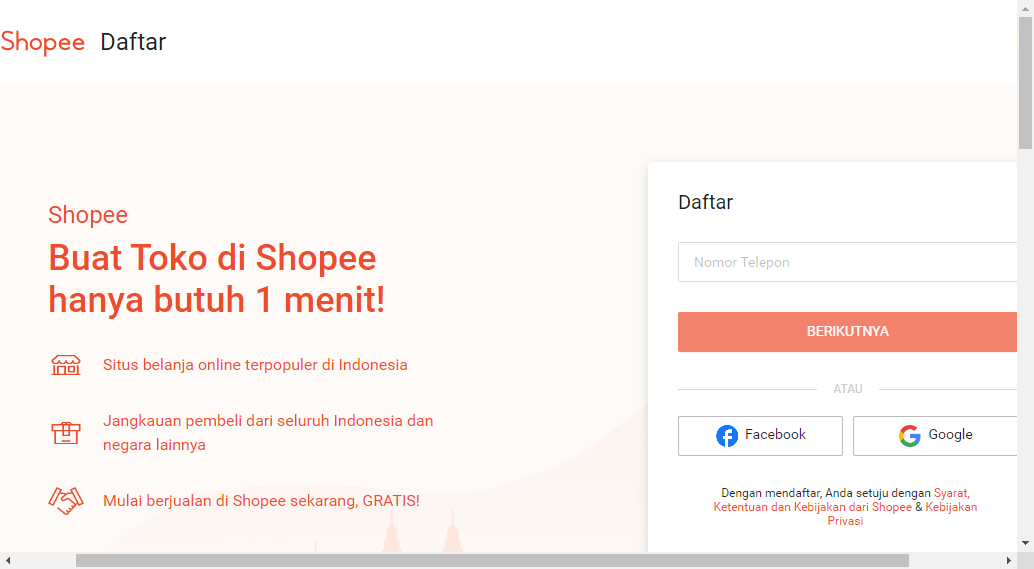 Shopee Daftar
Shopee
Buat Toko di Shopee
hanya butuh 1 menit!
Situs belanja online terpopuler di Indonesia
Jangkauan pembeli dari seluruh Indonesia dan
negara lainnya
Mulai berjualan di Shopee sekarang, GRATIS!
Daftar
Nomor Telepon
BERIKUTNYA
ATAU
Facebook Google
Dengan mendaftar, Anda setuju dengan Syarat,
Ketentuan dan Kebijakan dari Shopee & Kebijakan
Privasi